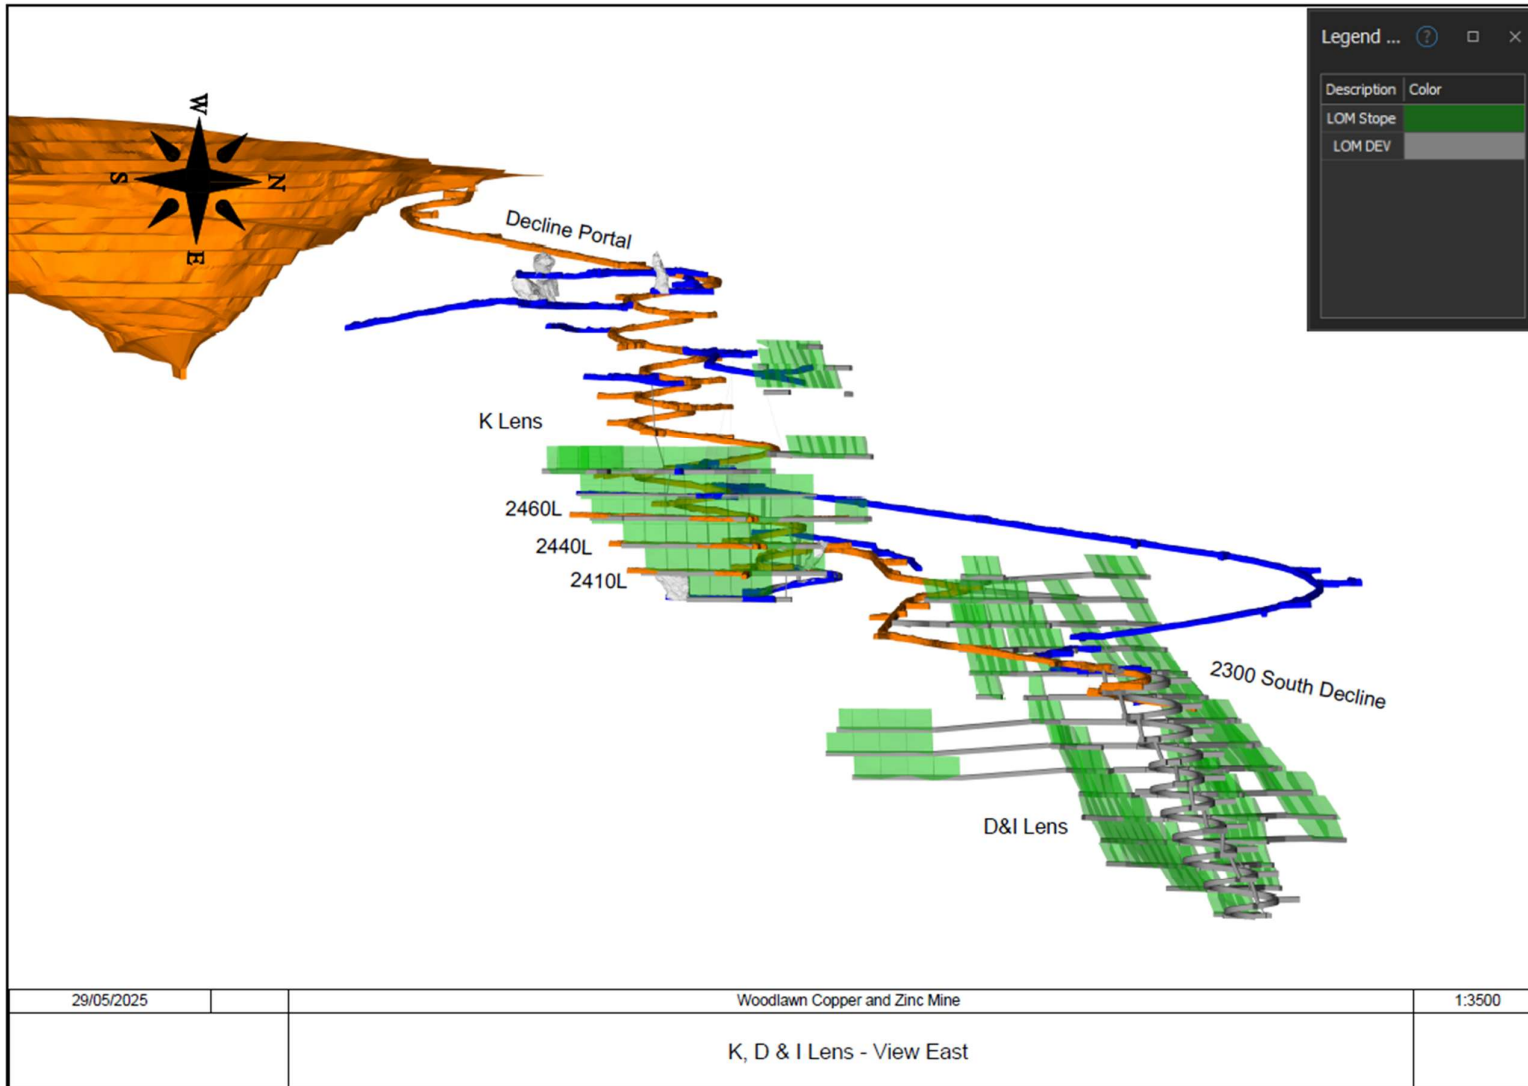 Legend ...
Description Color
LOM Stope
LOM DEV
W
S
N
E
Decline Portal
K Lens
2460L
2440L
2410L
2300 South Decline
D&I Lens
29/05/2025
Woodlawn Copper and Zinc Mine
1:3500
K, D & I Lens - View East